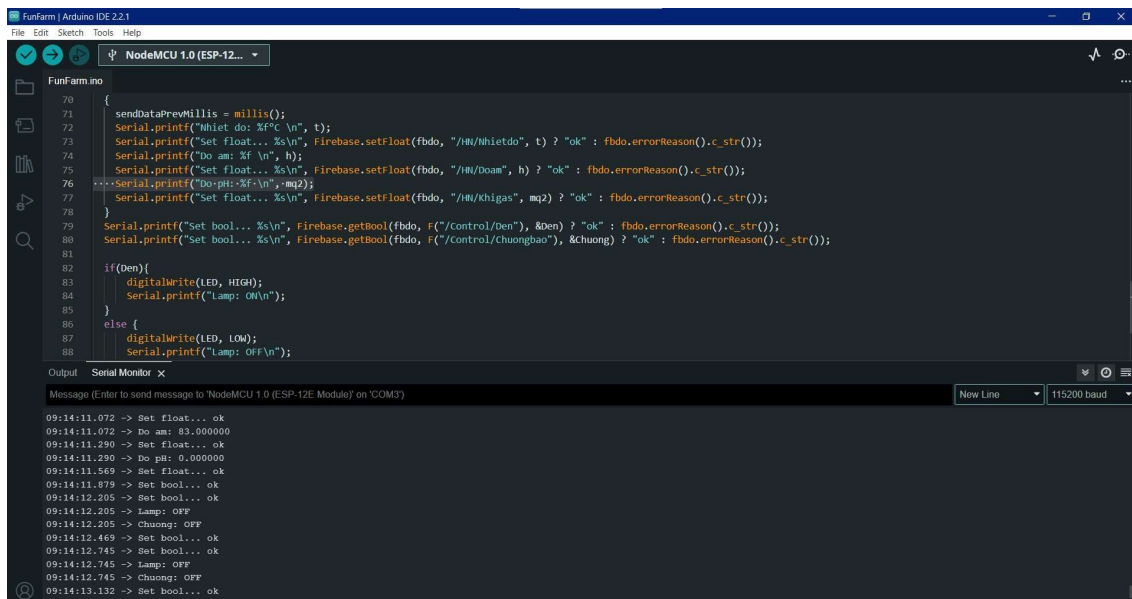 FunFarm | Arduino IDE 2.2.1
File Edit Sketch Tools Help
NodeMCU 1.0 (ESP-12...
FunFarm.ino
70 {
71 sendDataPrevMillis = millis();
72 Serial.printf("Nhiet do: %f°C \n", t);
73 Serial.printf("Set float... %s\n", Firebase.setFloat(fbdo, "/HN/Nhietdo", t) ? "ok" : fbdo.errorReason().c_str());
74 Serial.printf("Do am: %f \n", h);
75 Serial.printf("Set float... %s\n", Firebase.setFloat(fbdo, "/HN/Doam", h) ? "ok" : fbdo.errorReason().c_str());
76 ····Serial.printf("Do·pH:·%f·\n",·mq2);
77 Serial.printf("Set float... %s\n", Firebase.setFloat(fbdo, "/HN/Khigas", mq2) ? "ok" : fbdo.errorReason().c_str());
78 }
79 Serial.printf("Set bool... %s\n", Firebase.getBool(fbdo, F("/Control/Den"), &Den) ? "ok" : fbdo.errorReason().c_str());
80 Serial.printf("Set bool... %s\n", Firebase.getBool(fbdo, F("/Control/Chuongbao"), &Chuong) ? "ok" : fbdo.errorReason().c_str());
81
82 if(Den){
83 digitalWrite(LED, HIGH);
84 Serial.printf("Lamp: ON\n");
85 }
86 else {
87 digitalWrite(LED, LOW);
88 Serial.printf("Lamp: OFF\n");
Output Serial Monitor
Message (Enter to send message to 'NodeMCU 1.0 (ESP-12E Module)' on 'COM3')
New Line
115200 baud
09:14:11.072 -> Set float... ok
09:14:11.072 -> Do am: 83.000000
09:14:11.290 -> Set float... ok
09:14:11.290 -> Do pH: 0.000000
09:14:11.569 -> Set float... ok
09:14:11.879 -> Set bool... ok
09:14:12.205 -> Set bool... ok
09:14:12.205 -> Lamp: OFF
09:14:12.205 -> Chuong: OFF
09:14:12.469 -> Set bool... ok
09:14:12.745 -> Set bool... ok
09:14:12.745 -> Lamp: OFF
09:14:12.745 -> Chuong: OFF
09:14:13.132 -> Set bool... ok